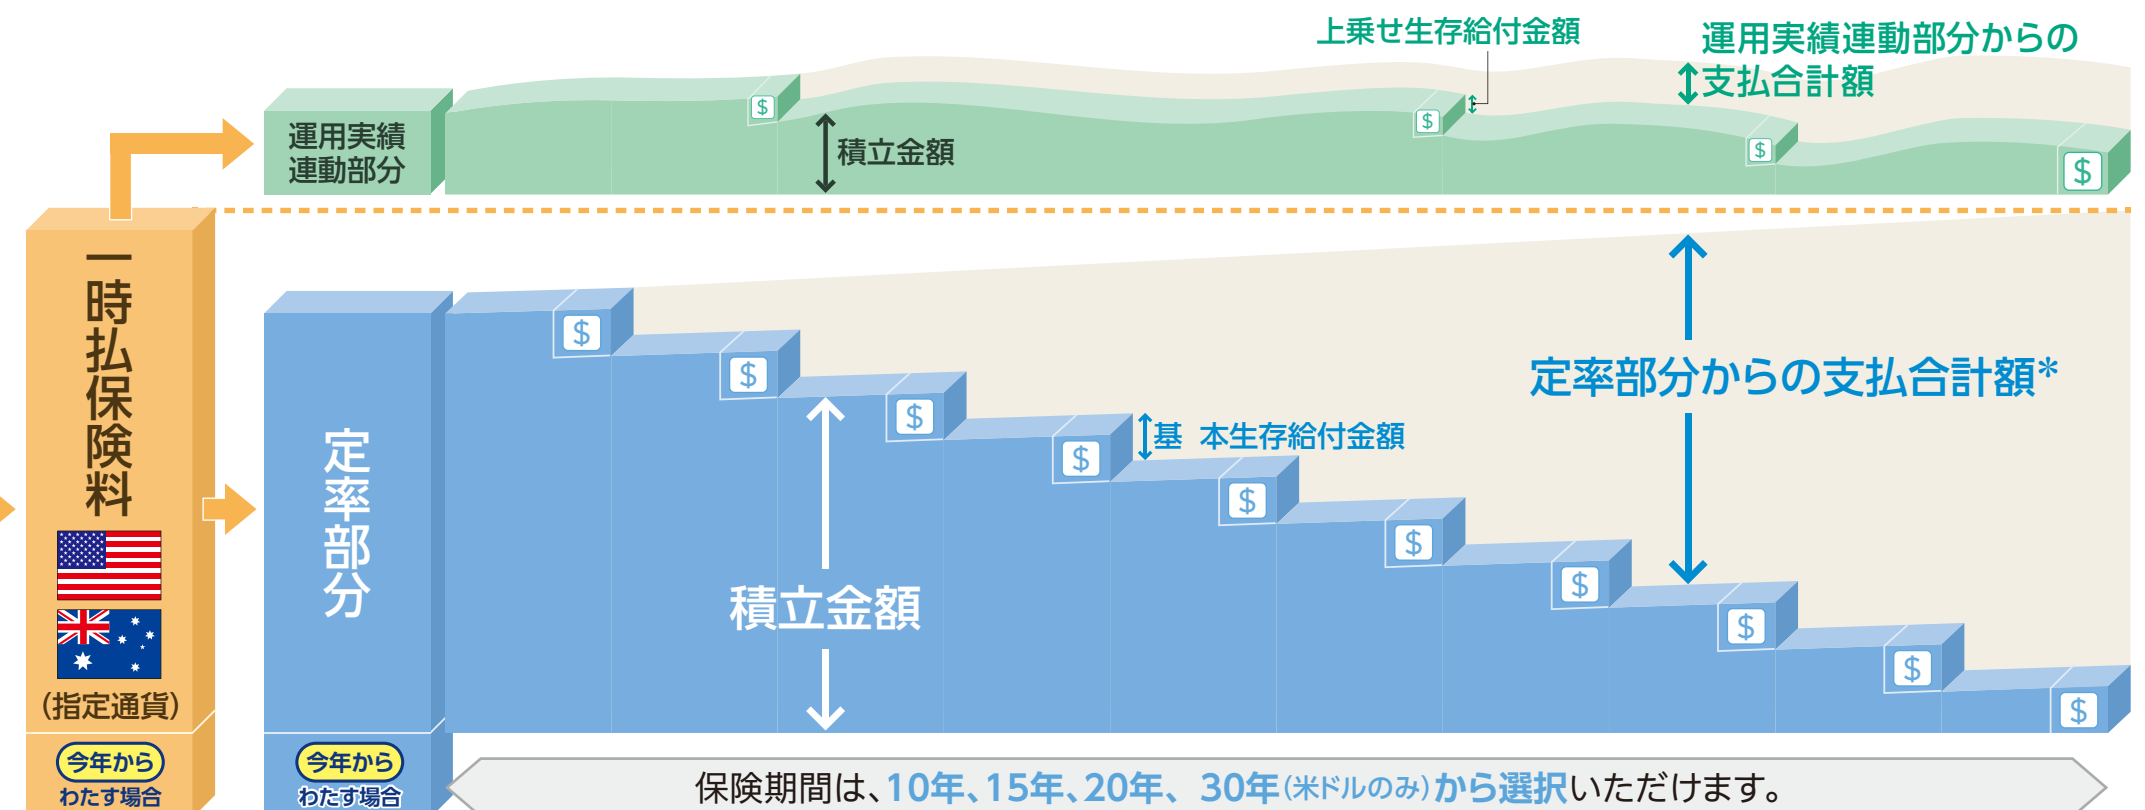 上乗せ生存給付金額
運用実績連動部分からの
支払合計額
運用実績
連動部分
$
$
$
$
積立金額
一時払保険料
(指定通貨)
今年から
わたす場合
定率部分
今年から
わたす場合
$
$
$
$
$
$
$
$
$
$
基 本生存給付金額
定率部分からの支払合計額*
積立金額
保険期間は、10年、15年、20年、30年(米ドルのみ)から選択いただけます。